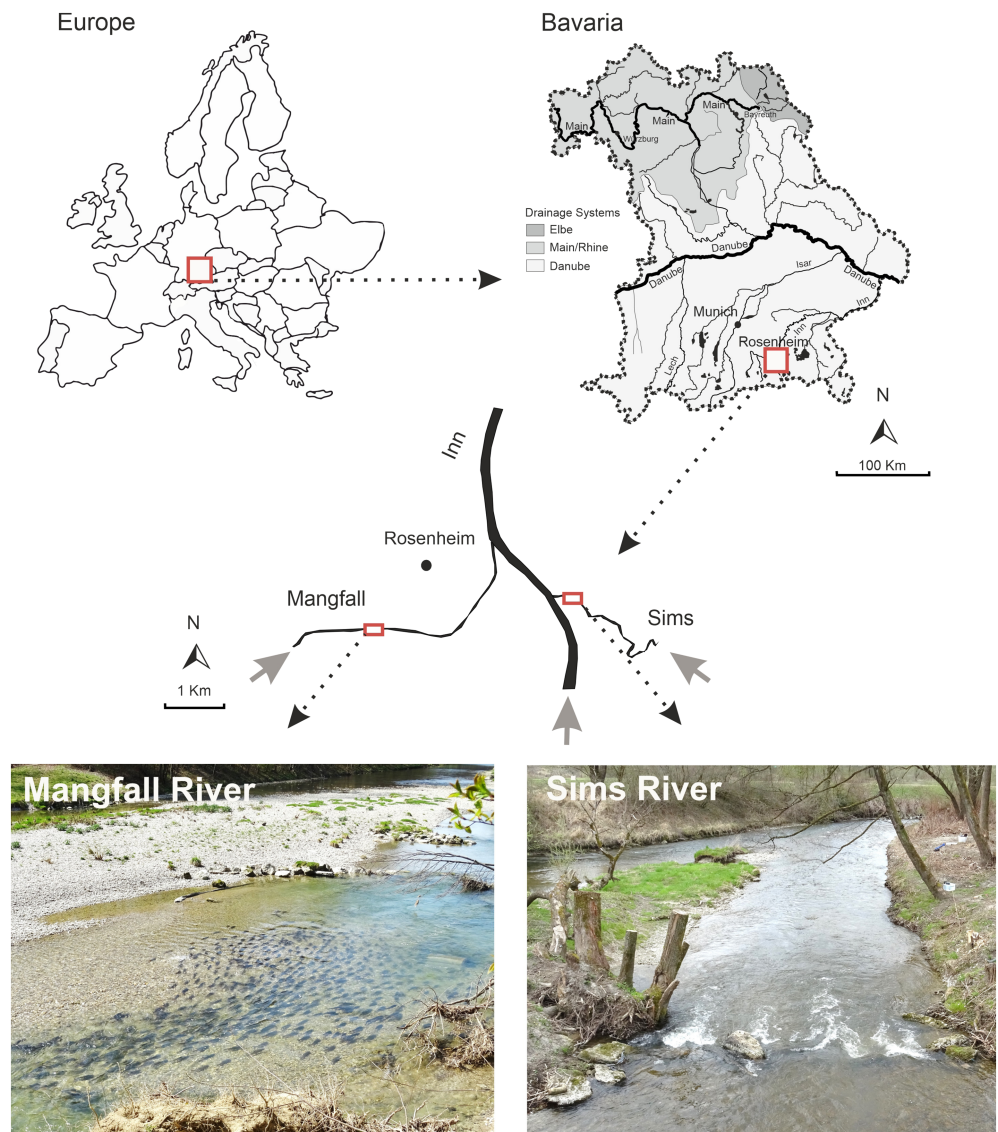 Europe
Bavaria
Main
Main
Main
Würzburg
Bayreuth
Drainage Systems
Elbe
Main/Rhine
Danube
Danube
Danube
Danube
Isar
Inn
Inn
Munich
Rosenheim
Lech
N
100 Km
Inn
Rosenheim
Mangfall
Sims
N
1 Km
Mangfall River
Sims River